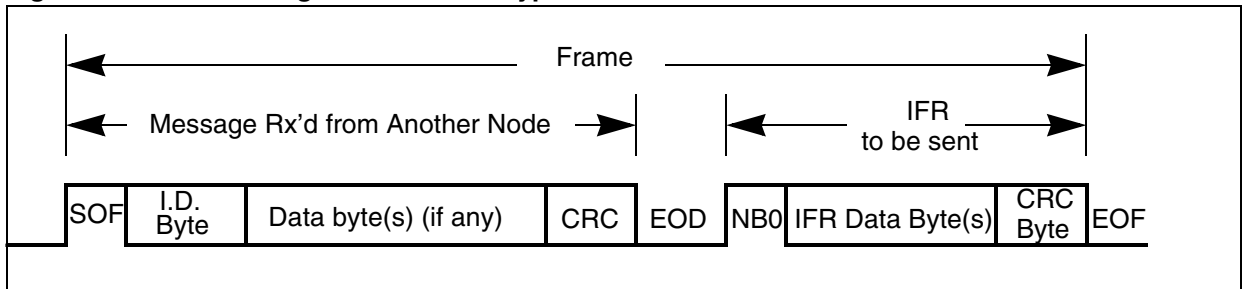 Frame
Message Rx'd from Another Node
IFR
to be sent
SOF
I.D.
Byte
Data byte(s) (if any)
CRC
EOD
NB0
IFR Data Byte(s)
CRC
Byte
EOF